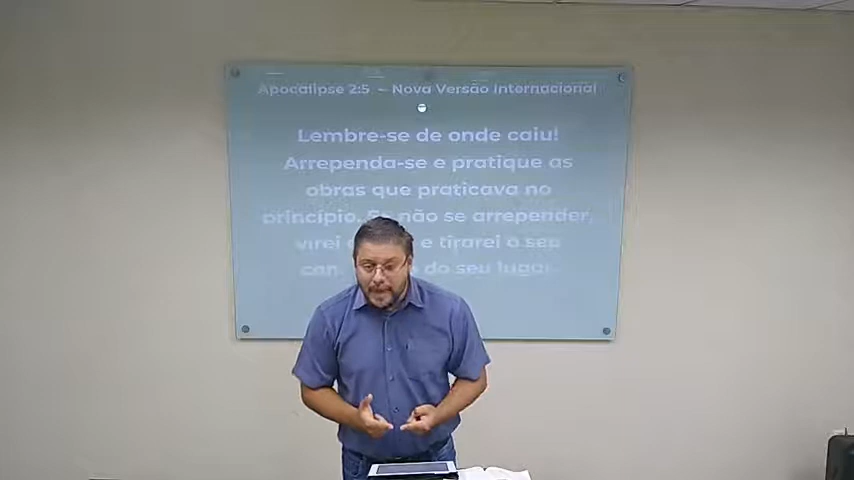 Apocalipse 2:5 – Nova Versão Internacional
Lembre-se de onde caiu!
Arrependa-se e pratique as
obras que praticava no
princípio. Se não se arrepender,
virei e tirarei o seu
do seu lugar